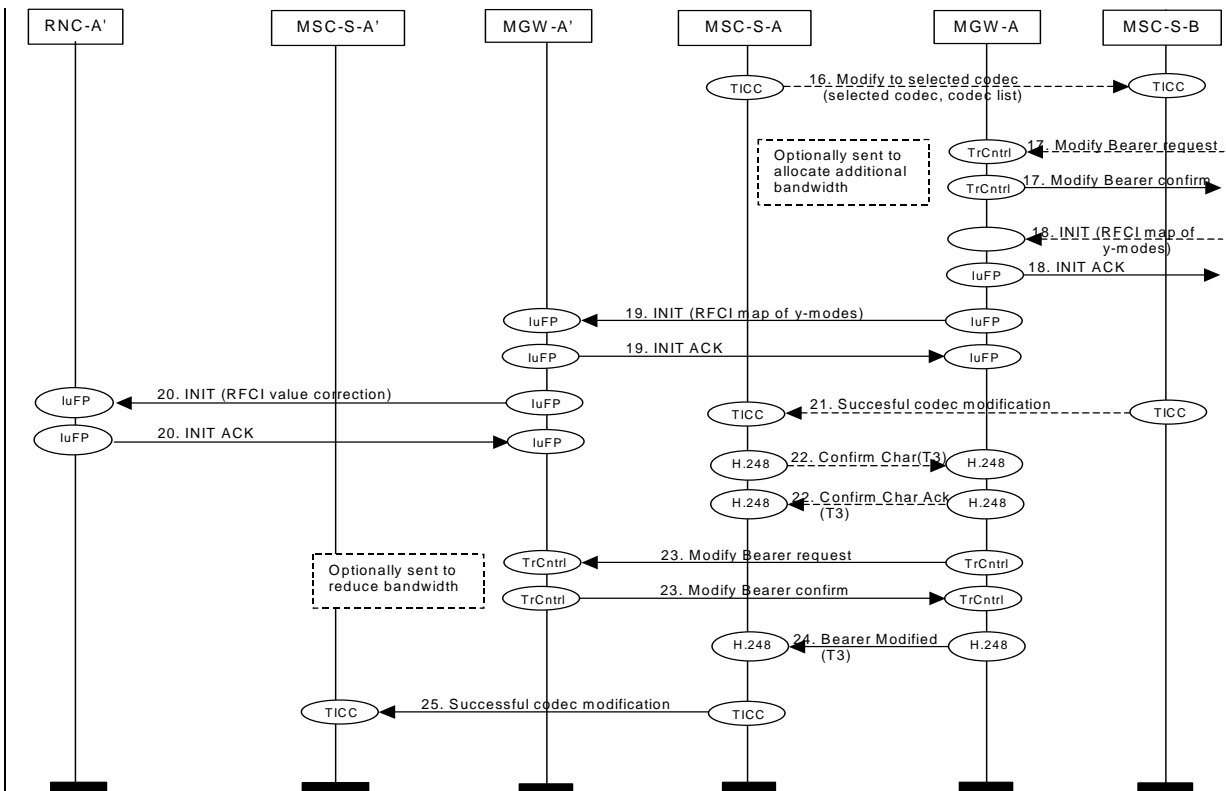 RNC-A'
MSC-S-A'
MGW-A'
MSC-S-A
MGW-A
MSC-S-B
TICC
16. Modify to selected codec
(selected codec, codec list)
TICC
Optionally sent to
allocate additional
bandwidth
TrCntrl
17. Modify Bearer request
TrCntrl
17. Modify Bearer confirm
18. INIT (RFCI map of
y-modes)
IuFP
18. INIT ACK
IuFP
19. INIT (RFCI map of y-modes)
IuFP
IuFP
19. INIT ACK
IuFP
IuFP
20. INIT (RFCI value correction)
IuFP
TICC
21. Succesful codec modification
TICC
IuFP
20. INIT ACK
IuFP
H.248
22. Confirm Char(T3)
H.248
H.248
22. Confirm Char Ack
(T3)
H.248
Optionally sent to
reduce bandwidth
TrCntrl
23. Modify Bearer request
TrCntrl
TrCntrl
23. Modify Bearer confirm
TrCntrl
H.248
24. Bearer Modified
(T3)
H.248
TICC
25. Successful codec modification
TICC